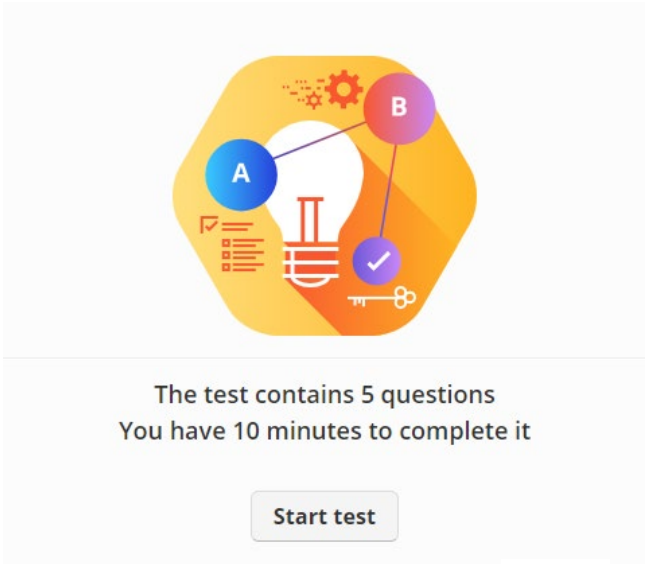 A
B
The test contains 5 questions
You have 10 minutes to complete it
Start test